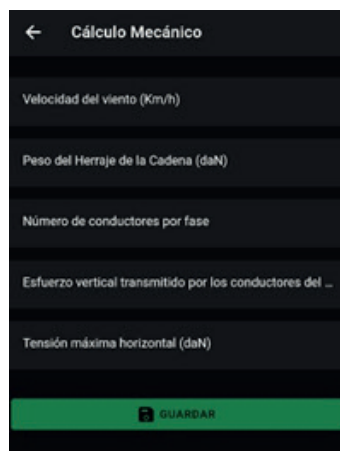 Cálculo Mecánico
Velocidad del viento (Km/h)
Peso del Herraje de la Cadena (daN)
Número de conductores por fase
Esfuerzo vertical transmitido por los conductores del ...
Tensión máxima horizontal (daN)
GUARDAR